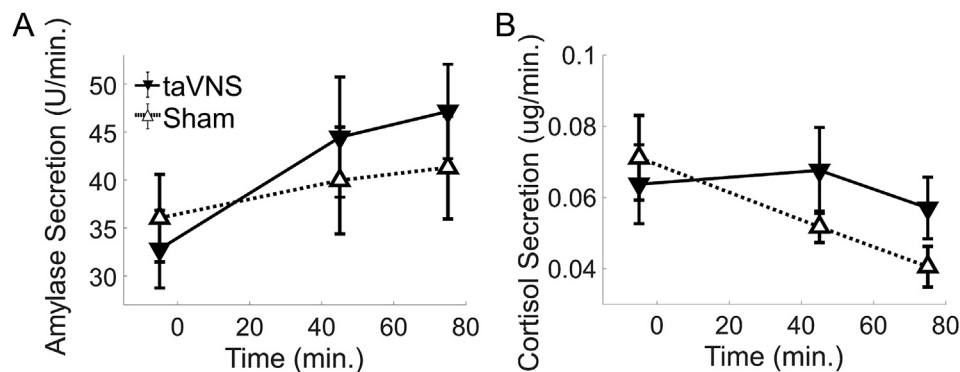 A
Amylase Secretion (U/min.)
50
45
40
35
30
taVNS
Sham
0 20 40 60 80
Time (min.)
B
Cortisol Secretion (ug/min.)
0.1
0.08
0.06
0.04
0 20 40 60 80
Time (min.)